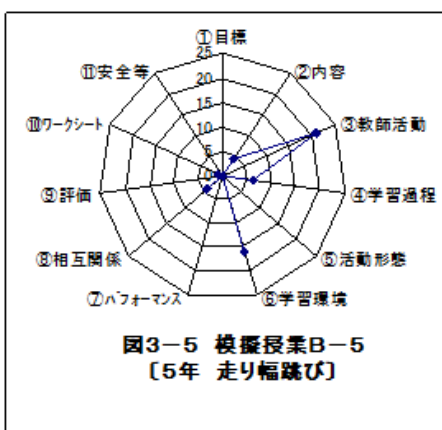 ①目標
②内容
③教師活動
④学習過程
⑤活動形態
⑥学習環境
⑦ﾊﾟﾌｫｰﾏﾝｽ
⑧相互関係
⑨評価
⑩ﾜｰｸｼｰﾄ
⑪安全等
25
20
15
10
5
0
図3－5 模擬授業B－5
〔5年 走り幅跳び〕